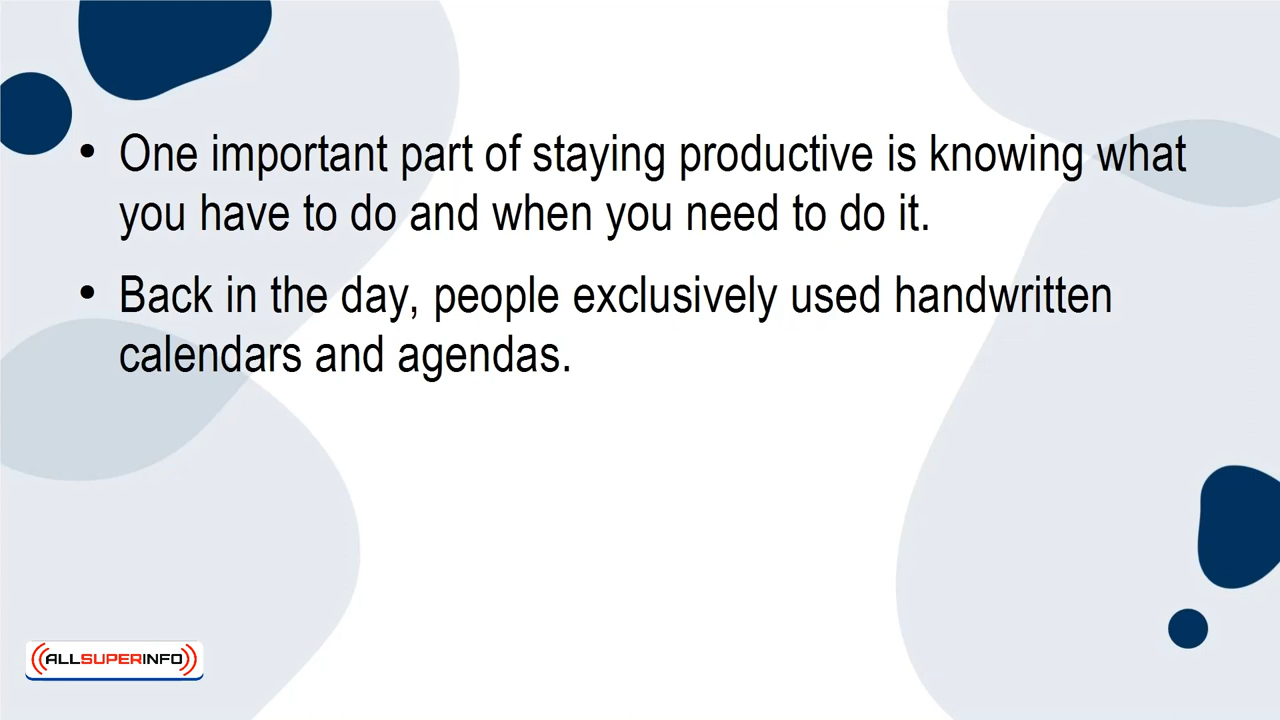 • One important part of staying productive is knowing what
you have to do and when you need to do it.
• Back in the day, people exclusively used handwritten
calendars and agendas.
ALLSUPERINFO